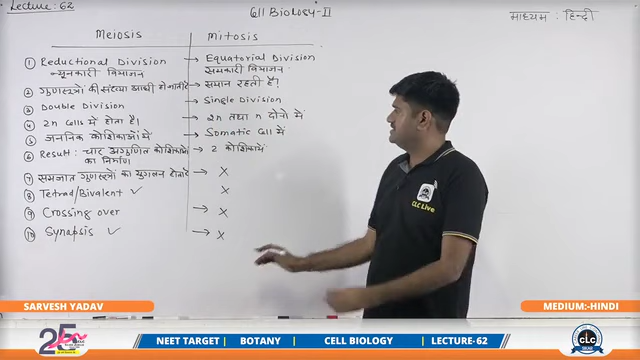 Lecture: 62
611 Biology-II
माध्यम : हिन्दी
Meiosis
Mitosis
① Reductional Division → Equatorial Division
न्यूनकारी विभाजन समकारी विभाजन
② गुणसूत्रों की संख्या आधी हो जाती है → समान रहती है?
③ Double Division → Single Division
④ 2n Cells में होता है। → 2n तथा n दोनों में
⑤ जननिक कोशिकाओं में → Somatic Cell में
⑥ Result: चार अगुणित कोशिकाओं → 2 कोशिकायें
का निर्माण
⑦ समजात गुणसूत्रों का युगलन होता है → X
⑧ Tetrad/Bivalent ✓ X
⑨ Crossing over → X
⑩ Synapsis ✓ → X
CLC Live
SARVESH YADAV
MEDIUM:-HINDI
25
NEET TARGET
BOTANY
CELL BIOLOGY
LECTURE- 62
CLC